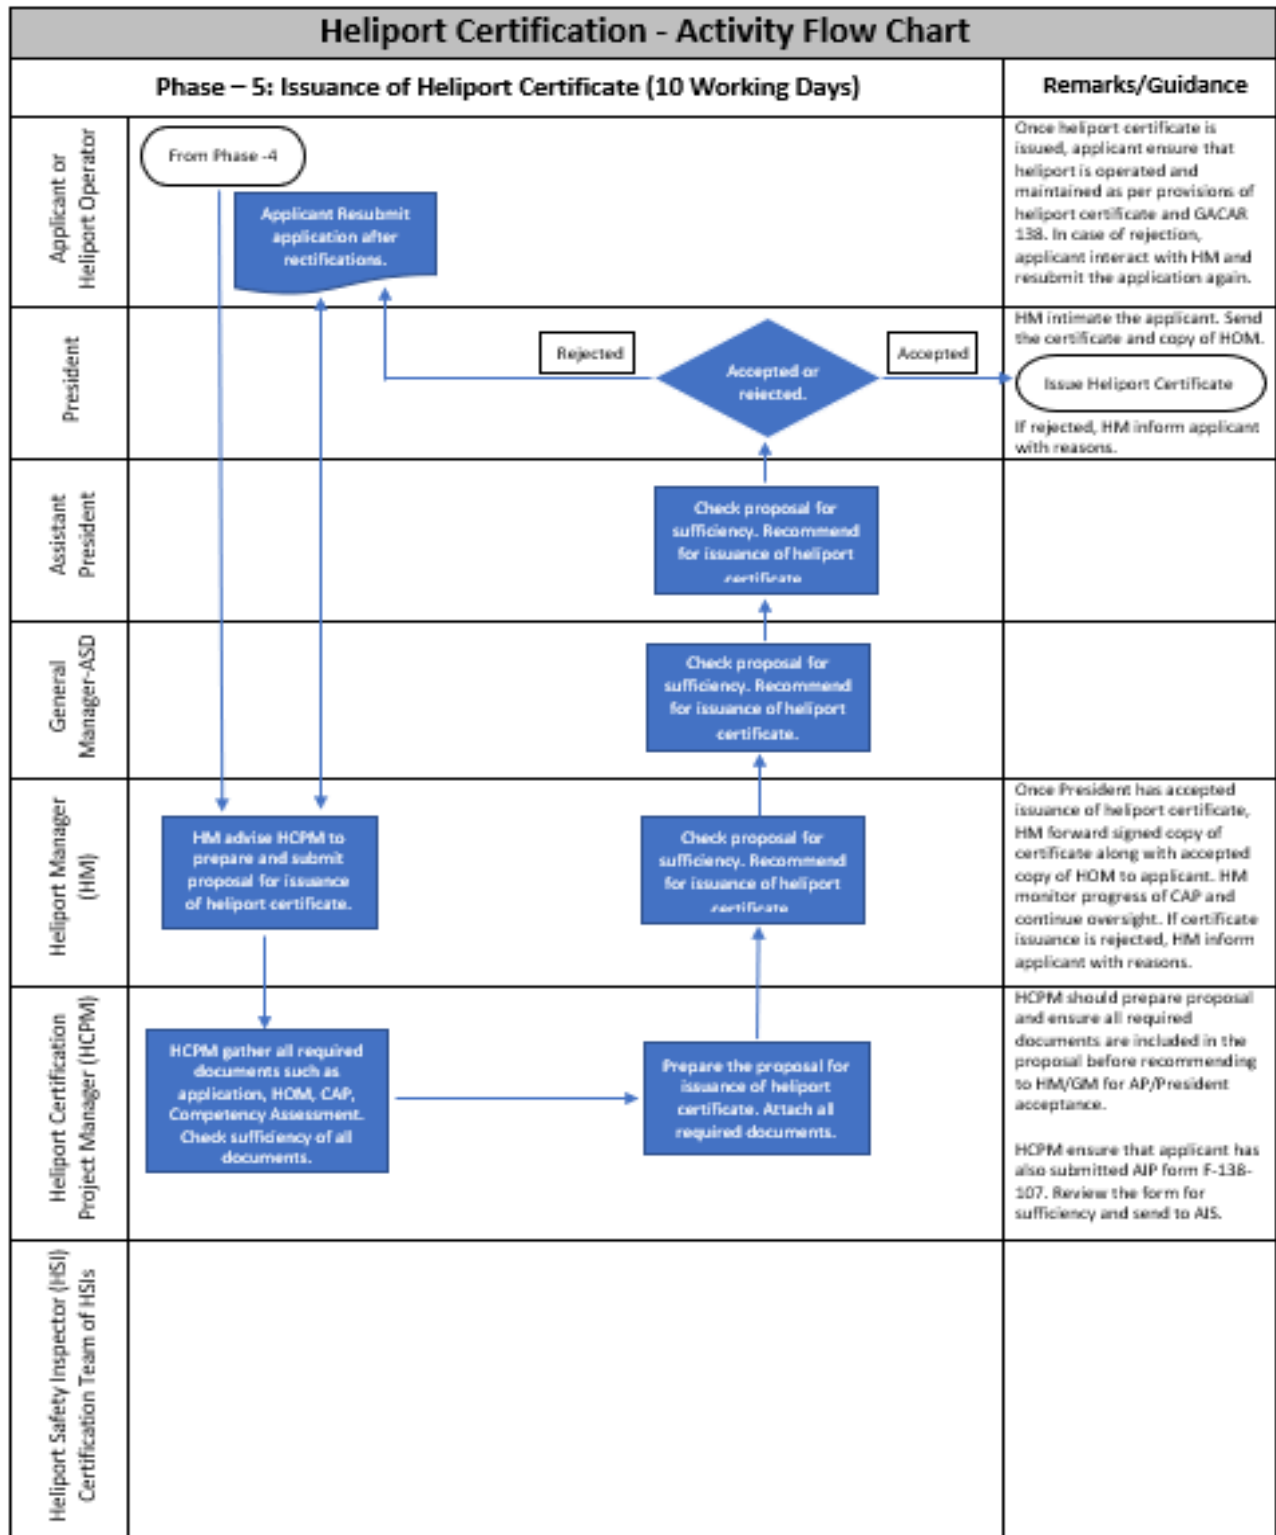 Heliport Certification - Activity Flow Chart
Phase – 5: Issuance of Heliport Certificate (10 Working Days)
Remarks/Guidance
Applicant or
Heliport Operator
From Phase -4
Applicant Resubmit
application after
rectifications.
Once heliport certificate is
issued, applicant ensure that
heliport is operated and
maintained as per provisions of
heliport certificate and GACAR
138. In case of rejection,
applicant interact with HM and
resubmit the application again.
President
Rejected
Accepted or
rejected.
Accepted
HM intimate the applicant. Send
the certificate and copy of HOM.
Issue Heliport Certificate
If rejected, HM inform applicant
with reasons.
Assistant
President
Check proposal for
sufficiency. Recommend
for issuance of heliport
certificate
General
Manager-ASD
Check proposal for
sufficiency. Recommend
for issuance of heliport
certificate.
Heliport Manager
(HM)
HM advise HCPM to
prepare and submit
proposal for issuance
of heliport certificate.
Check proposal for
sufficiency. Recommend
for issuance of heliport
certificate
Once President has accepted
issuance of heliport certificate,
HM forward signed copy of
certificate along with accepted
copy of HOM to applicant. HM
monitor progress of CAP and
continue oversight. If certificate
issuance is rejected, HM inform
applicant with reasons.
Heliport Certification
Project Manager (HCPM)
HCPM gather all required
documents such as
application, HOM, CAP,
Competency Assessment.
Check sufficiency of all
documents.
Prepare the proposal for
issuance of heliport
certificate. Attach all
required documents.
HCPM should prepare proposal
and ensure all required
documents are included in the
proposal before recommending
to HM/GM for AP/President
acceptance.
HCPM ensure that applicant has
also submitted AIP form F-138-
107. Review the form for
sufficiency and send to AIS.
Heliport Safety Inspector (HSI)
Certification Team of HSIs